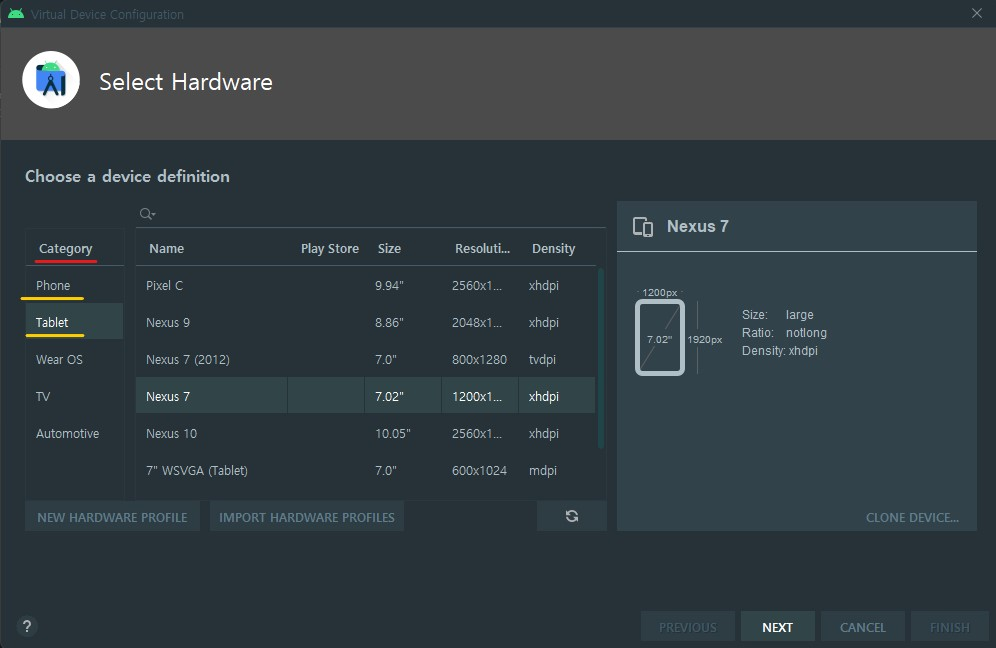 Virtual Device Configuration
Select Hardware
Choose a device definition
Category
Phone
Tablet
Wear OS
TV
Automotive
Name Play Store Size Resoluti... Density
Pixel C 9.94" 2560x1... xhdpi
Nexus 9 8.86" 2048x1... xhdpi
Nexus 7 (2012) 7.0" 800x1280 tvdpi
Nexus 7 7.02" 1200x1... xhdpi
Nexus 10 10.05" 2560x1... xhdpi
7" WSVGA (Tablet) 7.0" 600x1024 mdpi
NEW HARDWARE PROFILE IMPORT HARDWARE PROFILES
Nexus 7
1200px
7.02"
1920px
Size: large
Ratio: notlong
Density: xhdpi
CLONE DEVICE...
?
PREVIOUS NEXT CANCEL FINISH